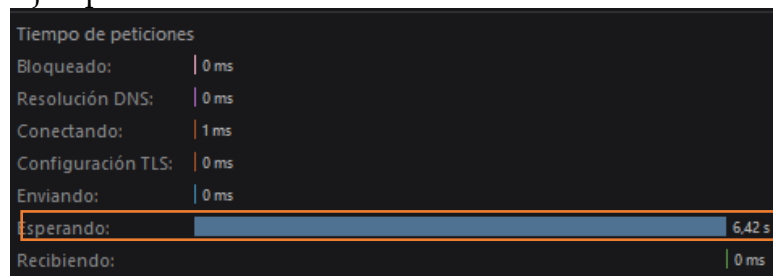 Tiempo de peticiones
Bloqueado: 0 ms
Resolución DNS: 0 ms
Conectando: 1 ms
Configuración TLS: 0 ms
Enviando: 0 ms
Esperando: 6,42 s
Recibiendo: 0 ms